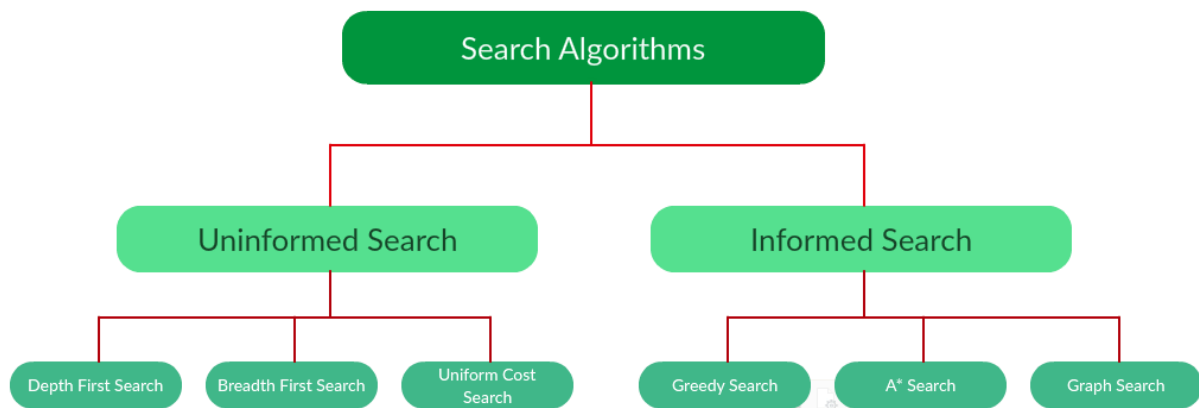 Search Algorithms
Uninformed Search
Informed Search
Depth First Search
Breadth First Search
Uniform Cost
Search
Greedy Search
A* Search
Graph Search